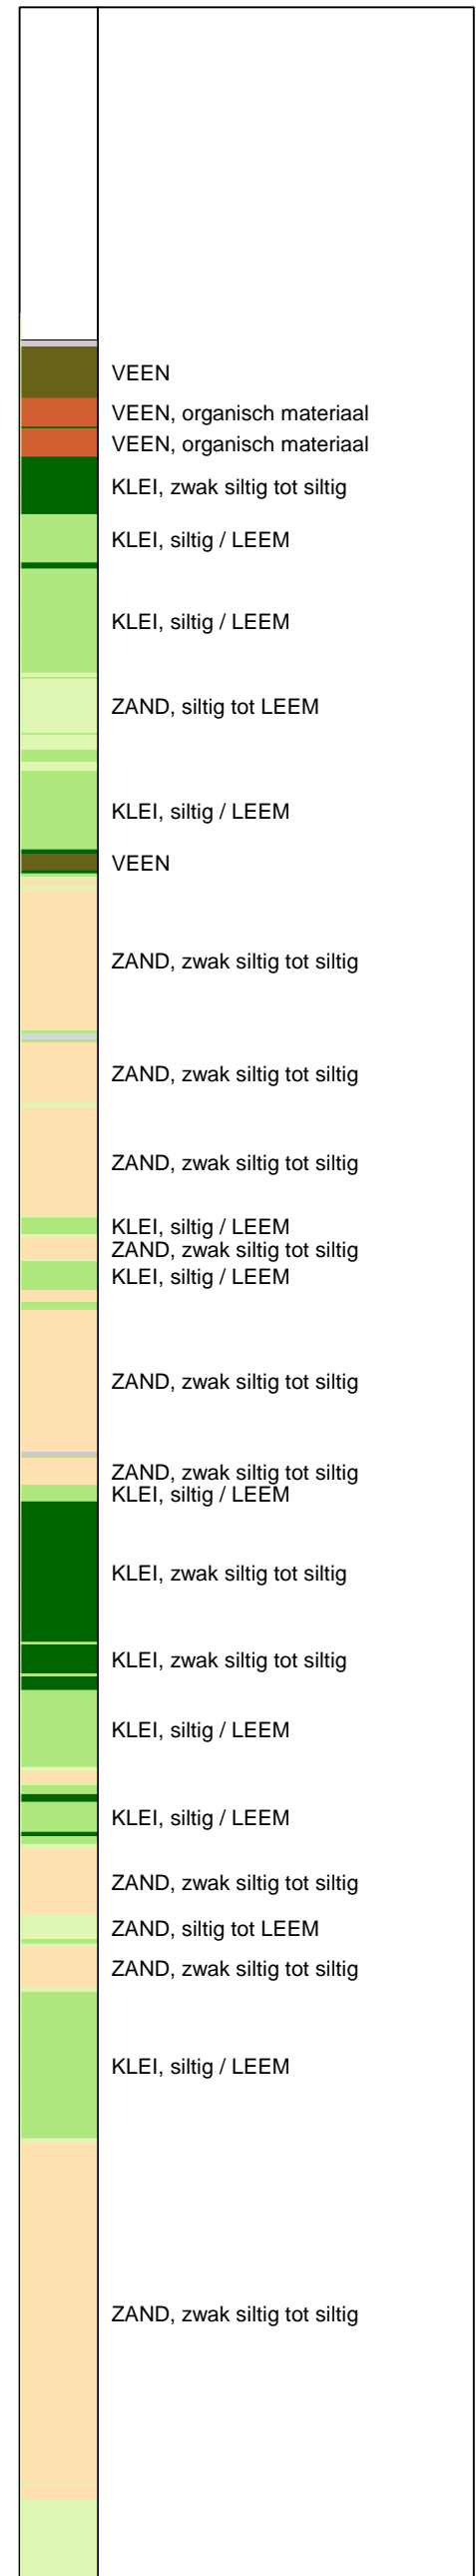 VEEN
VEEN, organisch materiaal
VEEN, organisch materiaal
KLEI, zwak siltig tot siltig
KLEI, siltig / LEEM
KLEI, siltig / LEEM
ZAND, siltig tot LEEM
KLEI, siltig / LEEM
VEEN
ZAND, zwak siltig tot siltig
ZAND, zwak siltig tot siltig
ZAND, zwak siltig tot siltig
KLEI, siltig / LEEM
ZAND, zwak siltig tot siltig
KLEI, siltig / LEEM
ZAND, zwak siltig tot siltig
ZAND, zwak siltig tot siltig
KLEI, siltig / LEEM
KLEI, zwak siltig tot siltig
KLEI, zwak siltig tot siltig
KLEI, siltig / LEEM
KLEI, siltig / LEEM
ZAND, zwak siltig tot siltig
ZAND, siltig tot LEEM
ZAND, zwak siltig tot siltig
KLEI, siltig / LEEM
ZAND, zwak siltig tot siltig